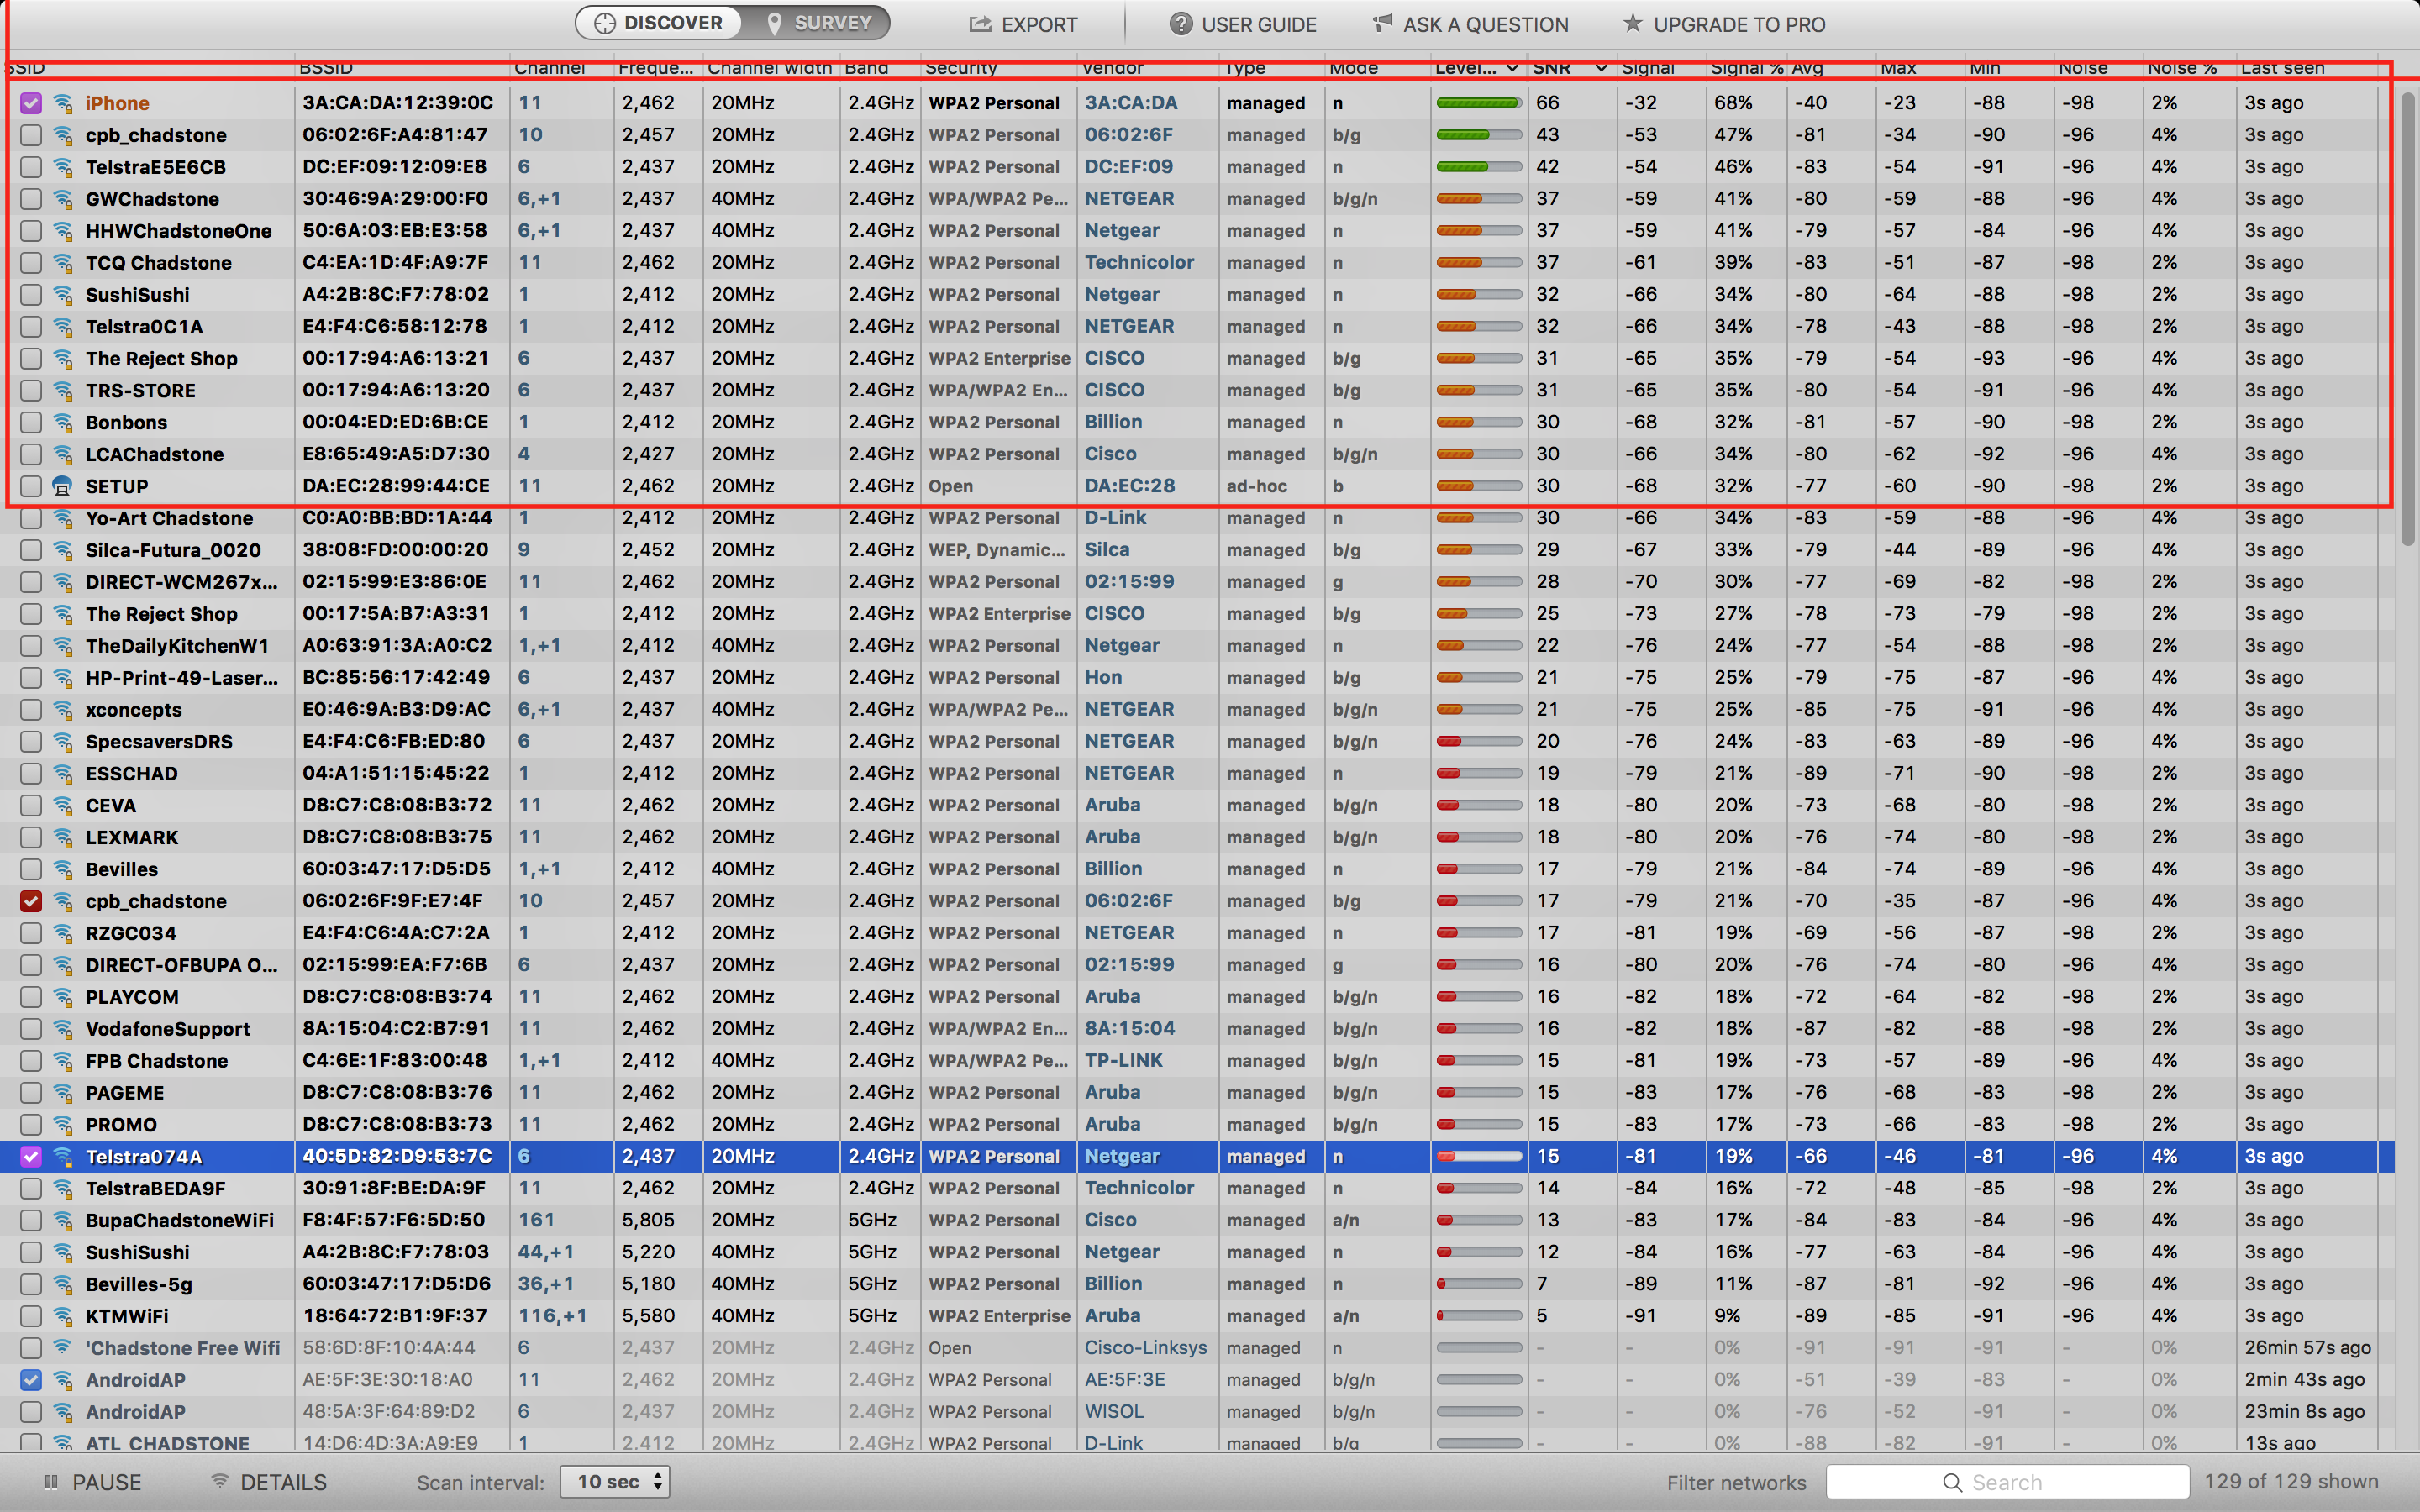 DISCOVER SURVEY EXPORT USER GUIDE ASK A QUESTION UPGRADE TO PRO
SSID BSSID Channel Freque... Channel width Band Security Vendor Type Mode Level... SNR Signal Signal % Avg Max Min Noise Noise % Last seen
iPhone 3A:CA:DA:12:39:0C 11 2,462 20MHz 2.4GHz WPA2 Personal 3A:CA:DA managed n 66 -32 68% -40 -23 -88 -98 2% 3s ago
cpb_chadstone 06:02:6F:A4:81:47 10 2,457 20MHz 2.4GHz WPA2 Personal 06:02:6F managed b/g 43 -53 47% -81 -34 -90 -96 4% 3s ago
TelstraE5E6CB DC:EF:09:12:09:E8 6 2,437 20MHz 2.4GHz WPA2 Personal DC:EF:09 managed n 42 -54 46% -83 -54 -91 -96 4% 3s ago
GWChadstone 30:46:9A:29:00:F0 6,+1 2,437 40MHz 2.4GHz WPA/WPA2 Pe... NETGEAR managed b/g/n 37 -59 41% -80 -59 -88 -96 4% 3s ago
HHWChadstoneOne 50:6A:03:EB:E3:58 6,+1 2,437 40MHz 2.4GHz WPA2 Personal Netgear managed n 37 -59 41% -79 -57 -84 -96 4% 3s ago
TCQ Chadstone C4:EA:1D:4F:A9:7F 11 2,462 20MHz 2.4GHz WPA2 Personal Technicolor managed n 37 -61 39% -83 -51 -87 -98 2% 3s ago
SushiSushi A4:2B:8C:F7:78:02 1 2,412 20MHz 2.4GHz WPA2 Personal Netgear managed n 32 -66 34% -80 -64 -88 -98 2% 3s ago
Telstra0C1A E4:F4:C6:58:12:78 1 2,412 20MHz 2.4GHz WPA2 Personal NETGEAR managed n 32 -66 34% -78 -43 -88 -98 2% 3s ago
The Reject Shop 00:17:94:A6:13:21 6 2,437 20MHz 2.4GHz WPA2 Enterprise CISCO managed b/g 31 -65 35% -79 -54 -93 -96 4% 3s ago
TRS-STORE 00:17:94:A6:13:20 6 2,437 20MHz 2.4GHz WPA/WPA2 En... CISCO managed b/g 31 -65 35% -80 -54 -91 -96 4% 3s ago
Bonbons 00:04:ED:ED:6B:CE 1 2,412 20MHz 2.4GHz WPA2 Personal Billion managed n 30 -68 32% -81 -57 -90 -98 2% 3s ago
LCAChadstone E8:65:49:A5:D7:30 4 2,427 20MHz 2.4GHz WPA2 Personal Cisco managed b/g/n 30 -66 34% -80 -62 -92 -96 4% 3s ago
SETUP DA:EC:28:99:44:CE 11 2,462 20MHz 2.4GHz Open DA:EC:28 ad-hoc b 30 -68 32% -77 -60 -90 -98 2% 3s ago
Yo-Art Chadstone C0:A0:BB:BD:1A:44 1 2,412 20MHz 2.4GHz WPA2 Personal D-Link managed n 30 -66 34% -83 -59 -88 -96 4% 3s ago
Silca-Futura_0020 38:08:FD:00:00:20 9 2,452 20MHz 2.4GHz WEP, Dynamic... Silca managed b/g 29 -67 33% -79 -44 -89 -96 4% 3s ago
DIRECT-WCM267x... 02:15:99:E3:86:0E 11 2,462 20MHz 2.4GHz WPA2 Personal 02:15:99 managed g 28 -70 30% -77 -69 -82 -98 2% 3s ago
The Reject Shop 00:17:5A:B7:A3:31 1 2,412 20MHz 2.4GHz WPA2 Enterprise CISCO managed b/g 25 -73 27% -78 -73 -79 -98 2% 3s ago
TheDailyKitchenW1 A0:63:91:3A:A0:C2 1,+1 2,412 40MHz 2.4GHz WPA2 Personal Netgear managed n 22 -76 24% -77 -54 -88 -98 2% 3s ago
HP-Print-49-Laser... BC:85:56:17:42:49 6 2,437 20MHz 2.4GHz WPA2 Personal Hon managed b/g 21 -75 25% -79 -75 -87 -96 4% 3s ago
xconcepts E0:46:9A:B3:D9:AC 6,+1 2,437 40MHz 2.4GHz WPA/WPA2 Pe... NETGEAR managed b/g/n 21 -75 25% -85 -75 -91 -96 4% 3s ago
SpecsaversDRS E4:F4:C6:FB:ED:80 6 2,437 20MHz 2.4GHz WPA2 Personal NETGEAR managed b/g/n 20 -76 24% -83 -63 -89 -96 4% 3s ago
ESSCHAD 04:A1:51:15:45:22 1 2,412 20MHz 2.4GHz WPA2 Personal NETGEAR managed n 19 -79 21% -89 -71 -90 -98 2% 3s ago
CEVA D8:C7:C8:08:B3:72 11 2,462 20MHz 2.4GHz WPA2 Personal Aruba managed b/g/n 18 -80 20% -73 -68 -80 -98 2% 3s ago
LEXMARK D8:C7:C8:08:B3:75 11 2,462 20MHz 2.4GHz WPA2 Personal Aruba managed b/g/n 18 -80 20% -76 -74 -80 -98 2% 3s ago
Bevilles 60:03:47:17:D5:D5 1,+1 2,412 40MHz 2.4GHz WPA2 Personal Billion managed n 17 -79 21% -84 -74 -89 -96 4% 3s ago
cpb_chadstone 06:02:6F:9F:E7:4F 10 2,457 20MHz 2.4GHz WPA2 Personal 06:02:6F managed b/g 17 -79 21% -70 -35 -87 -96 4% 3s ago
RZGC034 E4:F4:C6:4A:C7:2A 1 2,412 20MHz 2.4GHz WPA2 Personal NETGEAR managed n 17 -81 19% -69 -56 -87 -98 2% 3s ago
DIRECT-OFBUPA O... 02:15:99:EA:F7:6B 6 2,437 20MHz 2.4GHz WPA2 Personal 02:15:99 managed g 16 -80 20% -76 -74 -80 -96 4% 3s ago
PLAYCOM D8:C7:C8:08:B3:74 11 2,462 20MHz 2.4GHz WPA2 Personal Aruba managed b/g/n 16 -82 18% -72 -64 -82 -98 2% 3s ago
VodafoneSupport 8A:15:04:C2:B7:91 11 2,462 20MHz 2.4GHz WPA/WPA2 En... 8A:15:04 managed b/g/n 16 -82 18% -87 -82 -88 -98 2% 3s ago
FPB Chadstone C4:6E:1F:83:00:48 1,+1 2,412 40MHz 2.4GHz WPA/WPA2 Pe... TP-LINK managed b/g/n 15 -81 19% -73 -57 -89 -96 4% 3s ago
PAGEME D8:C7:C8:08:B3:76 11 2,462 20MHz 2.4GHz WPA2 Personal Aruba managed b/g/n 15 -83 17% -76 -68 -83 -98 2% 3s ago
PROMO D8:C7:C8:08:B3:73 11 2,462 20MHz 2.4GHz WPA2 Personal Aruba managed b/g/n 15 -83 17% -73 -66 -83 -98 2% 3s ago
Telstra074A 40:5D:82:D9:53:7C 6 2,437 20MHz 2.4GHz WPA2 Personal Netgear managed n 15 -81 19% -66 -46 -81 -96 4% 3s ago
TelstraBEDA9F 30:91:8F:BE:DA:9F 11 2,462 20MHz 2.4GHz WPA2 Personal Technicolor managed n 14 -84 16% -72 -48 -85 -98 2% 3s ago
BupaChadstoneWiFi F8:4F:57:F6:5D:50 161 5,805 20MHz 5GHz WPA2 Personal Cisco managed a/n 13 -83 17% -84 -83 -84 -96 4% 3s ago
SushiSushi A4:2B:8C:F7:78:03 44,+1 5,220 40MHz 5GHz WPA2 Personal Netgear managed n 12 -84 16% -77 -63 -84 -96 4% 3s ago
Bevilles-5g 60:03:47:17:D5:D6 36,+1 5,180 40MHz 5GHz WPA2 Personal Billion managed n 7 -89 11% -87 -81 -92 -96 4% 3s ago
KTMWiFi 18:64:72:B1:9F:37 116,+1 5,580 40MHz 5GHz WPA2 Enterprise Aruba managed a/n 5 -91 9% -89 -85 -91 -96 4% 3s ago
'Chadstone Free Wifi 58:6D:8F:10:4A:44 6 2,437 20MHz 2.4GHz Open Cisco-Linksys managed n - - 0% -91 -91 -91 - 0% 26min 57s ago
AndroidAP AE:5F:3E:30:18:A0 11 2,462 20MHz 2.4GHz WPA2 Personal AE:5F:3E managed b/g/n - - 0% -51 -39 -83 - 0% 2min 43s ago
AndroidAP 48:5A:3F:64:89:D2 6 2,437 20MHz 2.4GHz WPA2 Personal WISOL managed b/g/n - - 0% -76 -52 -91 - 0% 23min 8s ago
ATL CHADSTONE 14:D6:4D:3A:A9:E9 1 2,412 20MHz 2.4GHz WPA2 Personal D-Link managed b/g - - 0% -88 -82 -91 - 0% 13s ago
PAUSE DETAILS Scan interval: 10 sec Filter networks Search 129 of 129 shown